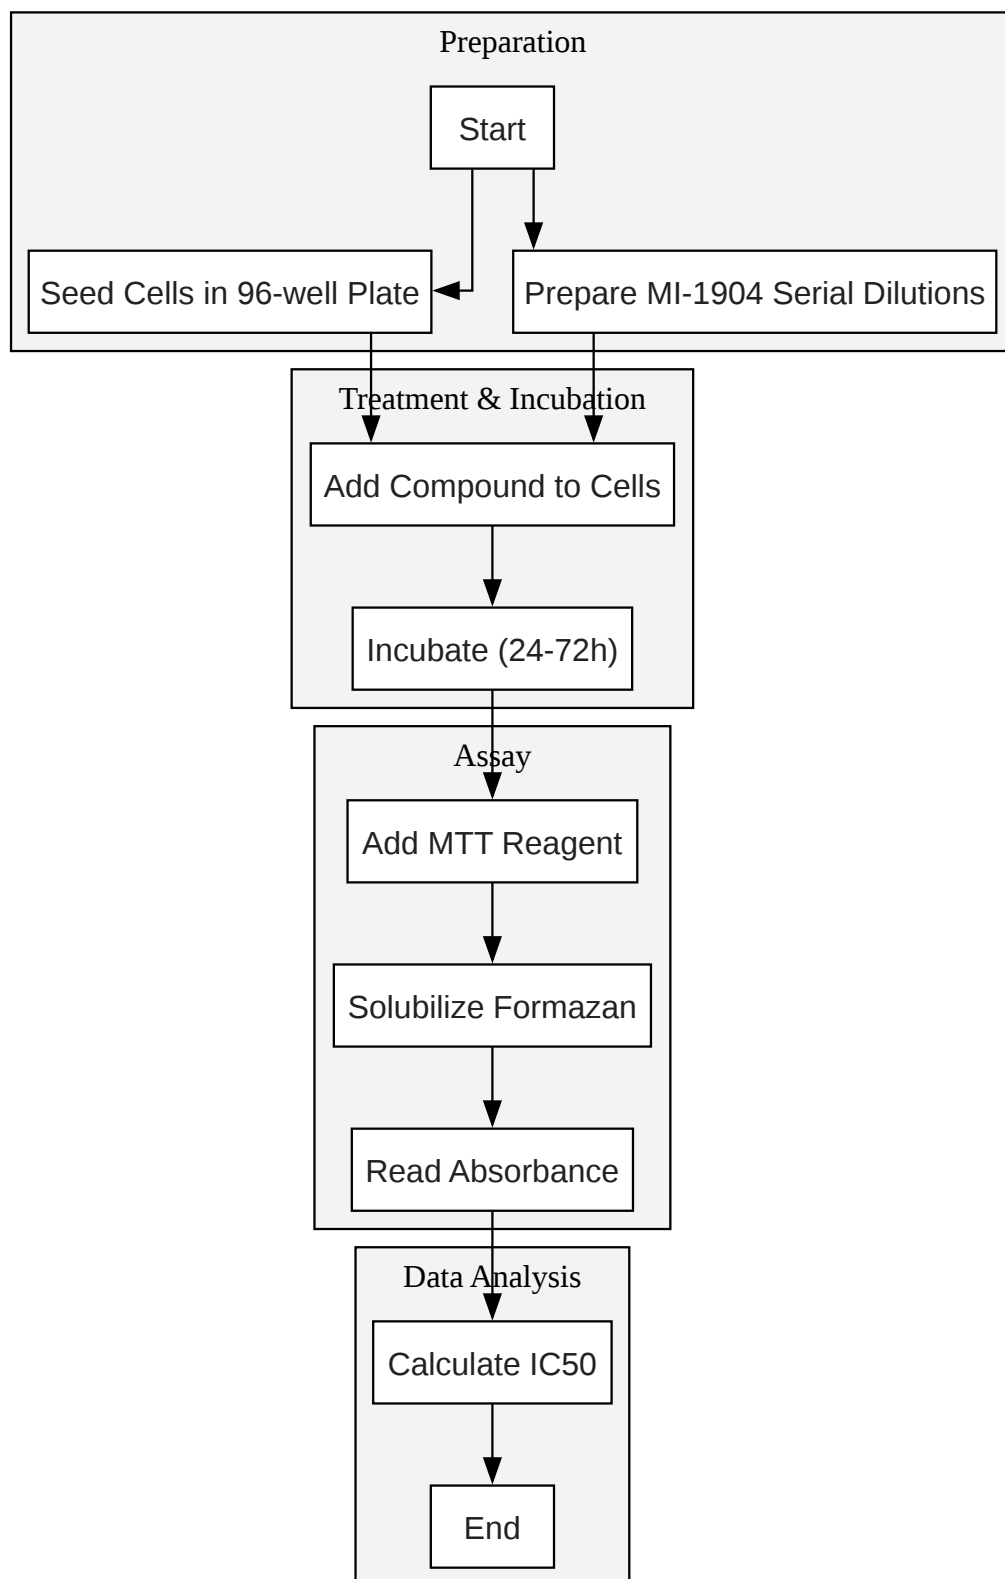 Preparation
Start
Seed Cells in 96-well Plate
Prepare MI-1904 Serial Dilutions
Treatment & Incubation
Add Compound to Cells
Incubate (24-72h)
Assay
Add MTT Reagent
Solubilize Formazan
Read Absorbance
Data Analysis
Calculate IC50
End